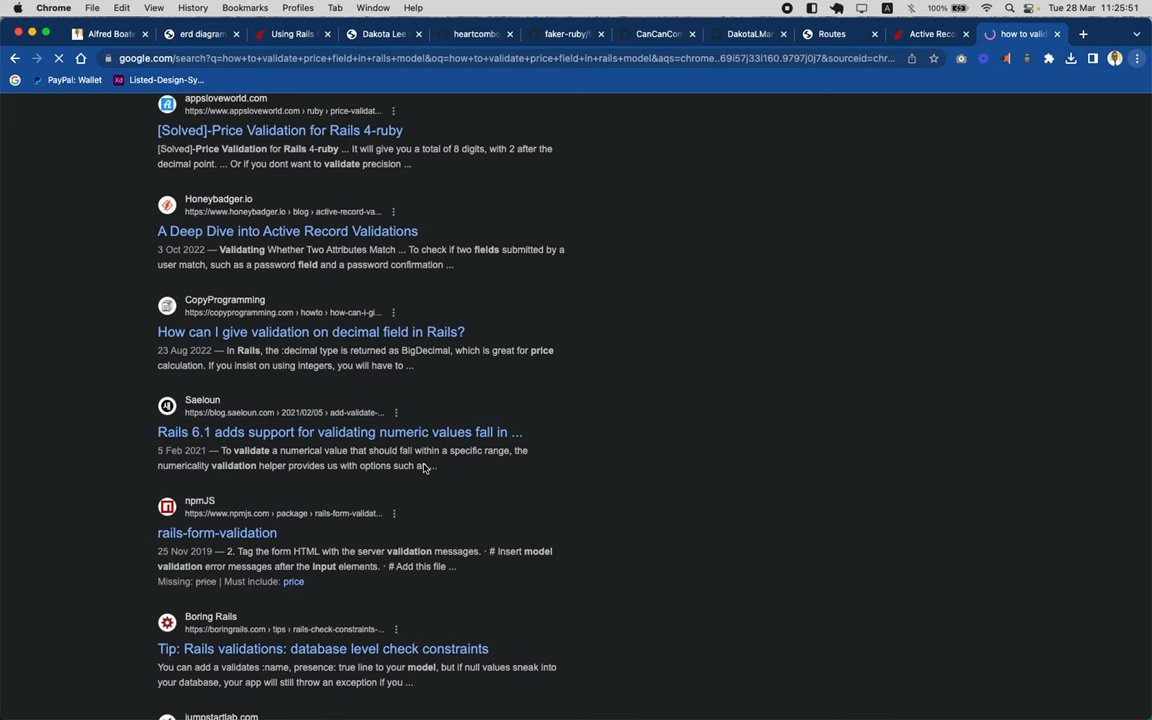 Chrome File Edit View History Bookmarks Profiles Tab Window Help 100% Tue 28 Mar 11:25:51
Alfred Boate erd diagram Using Rails Dakota Lee heartcombo faker-ruby/ CanCanCom DakotaLMar Routes Active Reco how to valid
google.com/search?q=how+to+validate+price+field+in+rails+model&oq=how+to+validate+price+field+in+rails+model&aqs=chrome..69i57j33i160.9797j0j7&sourceid=chr...
PayPal: Wallet Xd Listed-Design-Sy...
appsloveworld.com
https://www.appsloveworld.com › ruby › price-validat...
[Solved]-Price Validation for Rails 4-ruby
[Solved]-Price Validation for Rails 4-ruby ... It will give you a total of 8 digits, with 2 after the
decimal point. ... Or if you dont want to validate precision ...
Honeybadger.io
https://www.honeybadger.io › blog › active-record-va...
A Deep Dive into Active Record Validations
3 Oct 2022 — Validating Whether Two Attributes Match ... To check if two fields submitted by a
user match, such as a password field and a password confirmation ...
CopyProgramming
https://copyprogramming.com › howto › how-can-i-gi...
How can I give validation on decimal field in Rails?
23 Aug 2022 — In Rails, the :decimal type is returned as BigDecimal, which is great for price
calculation. If you insist on using integers, you will have to ...
Saeloun
https://blog.saeloun.com › 2021/02/05 › add-validate-...
Rails 6.1 adds support for validating numeric values fall in ...
5 Feb 2021 — To validate a numerical value that should fall within a specific range, the
numericality validation helper provides us with options such as ...
npmJS
https://www.npmjs.com › package › rails-form-validat...
rails-form-validation
25 Nov 2019 — 2. Tag the form HTML with the server validation messages. · # Insert model
validation error messages after the input elements. · # Add this file ...
Missing: price | Must include: price
Boring Rails
https://boringrails.com › tips › rails-check-constraints-...
Tip: Rails validations: database level check constraints
You can add a validates :name, presence: true line to your model, but if null values sneak into
your database, your app will still throw an exception if you ...
jumpstartlab.com